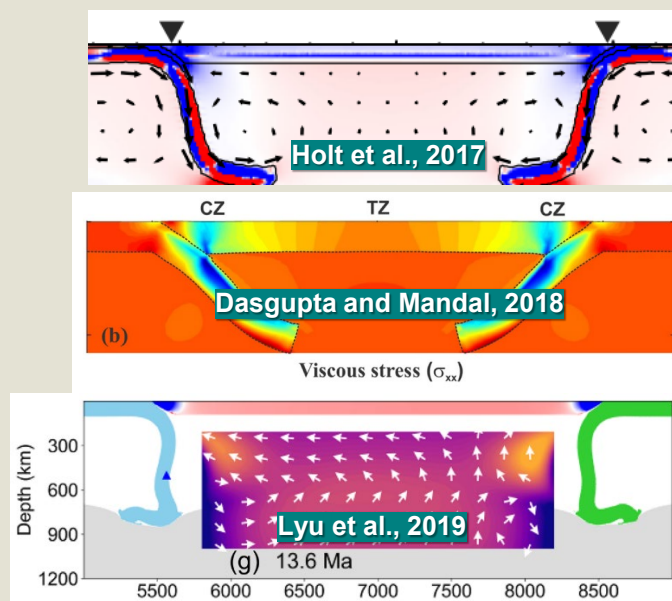 Holt et al., 2017
CZ TZ CZ
Dasgupta and Mandal, 2018
(b)
Viscous stress (σxx)
Depth (km)
300
600
900
1200
Lyu et al., 2019
(g) 13.6 Ma
5500 6000 6500 7000 7500 8000 8500